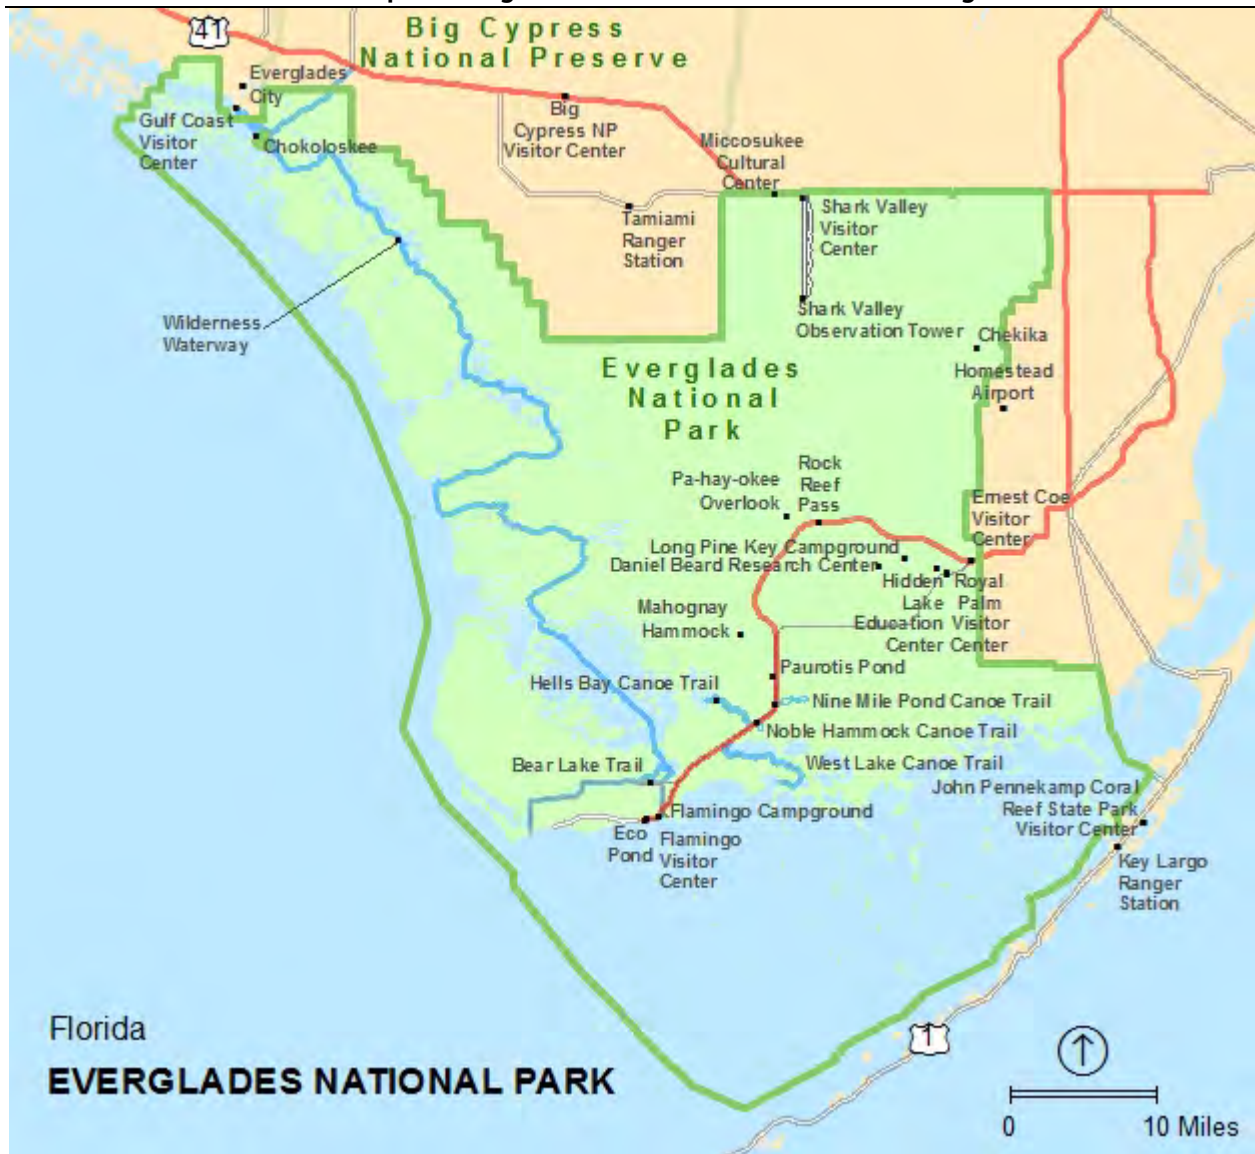 41
Big Cypress
National Preserve
Everglades
City
Gulf Coast
Visitor
Center
Chokoloskee
Big
Cypress NP
Visitor Center
Miccosukee
Cultural
Center
Tamiami
Ranger
Station
Shark Valley
Visitor
Center
Shark Valley
Observation Tower
Chekika
Homestead
Airport
Wilderness
Waterway
Everglades
National
Park
Rock
Reef
Pass
Pa-hay-okee
Overlook
Ernest Coe
Visitor
Center
Long Pine Key Campground
Daniel Beard Research Center
Hidden
Lake
Education
Center
Royal
Palm
Visitor
Center
Mahognay
Hammock
Paurotis Pond
Hells Bay Canoe Trail
Nine Mile Pond Canoe Trail
Noble Hammock Canoe Trail
West Lake Canoe Trail
Bear Lake Trail
John Pennekamp Coral
Reef State Park
Visitor Center
Flamingo Campground
Eco
Pond
Flamingo
Visitor
Center
Key Largo
Ranger
Station
1
Florida
EVERGLADES NATIONAL PARK
0 10 Miles